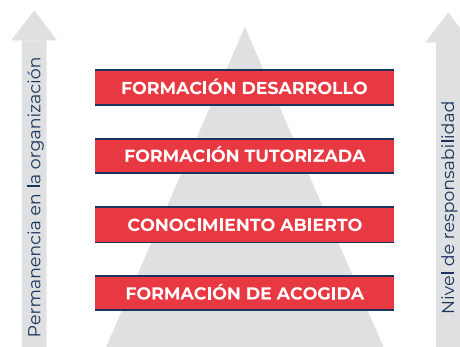 Permanencia en la organización
FORMACIÓN DESARROLLO
FORMACIÓN TUTORIZADA
CONOCIMIENTO ABIERTO
FORMACIÓN DE ACOGIDA
Nivel de responsabilidad